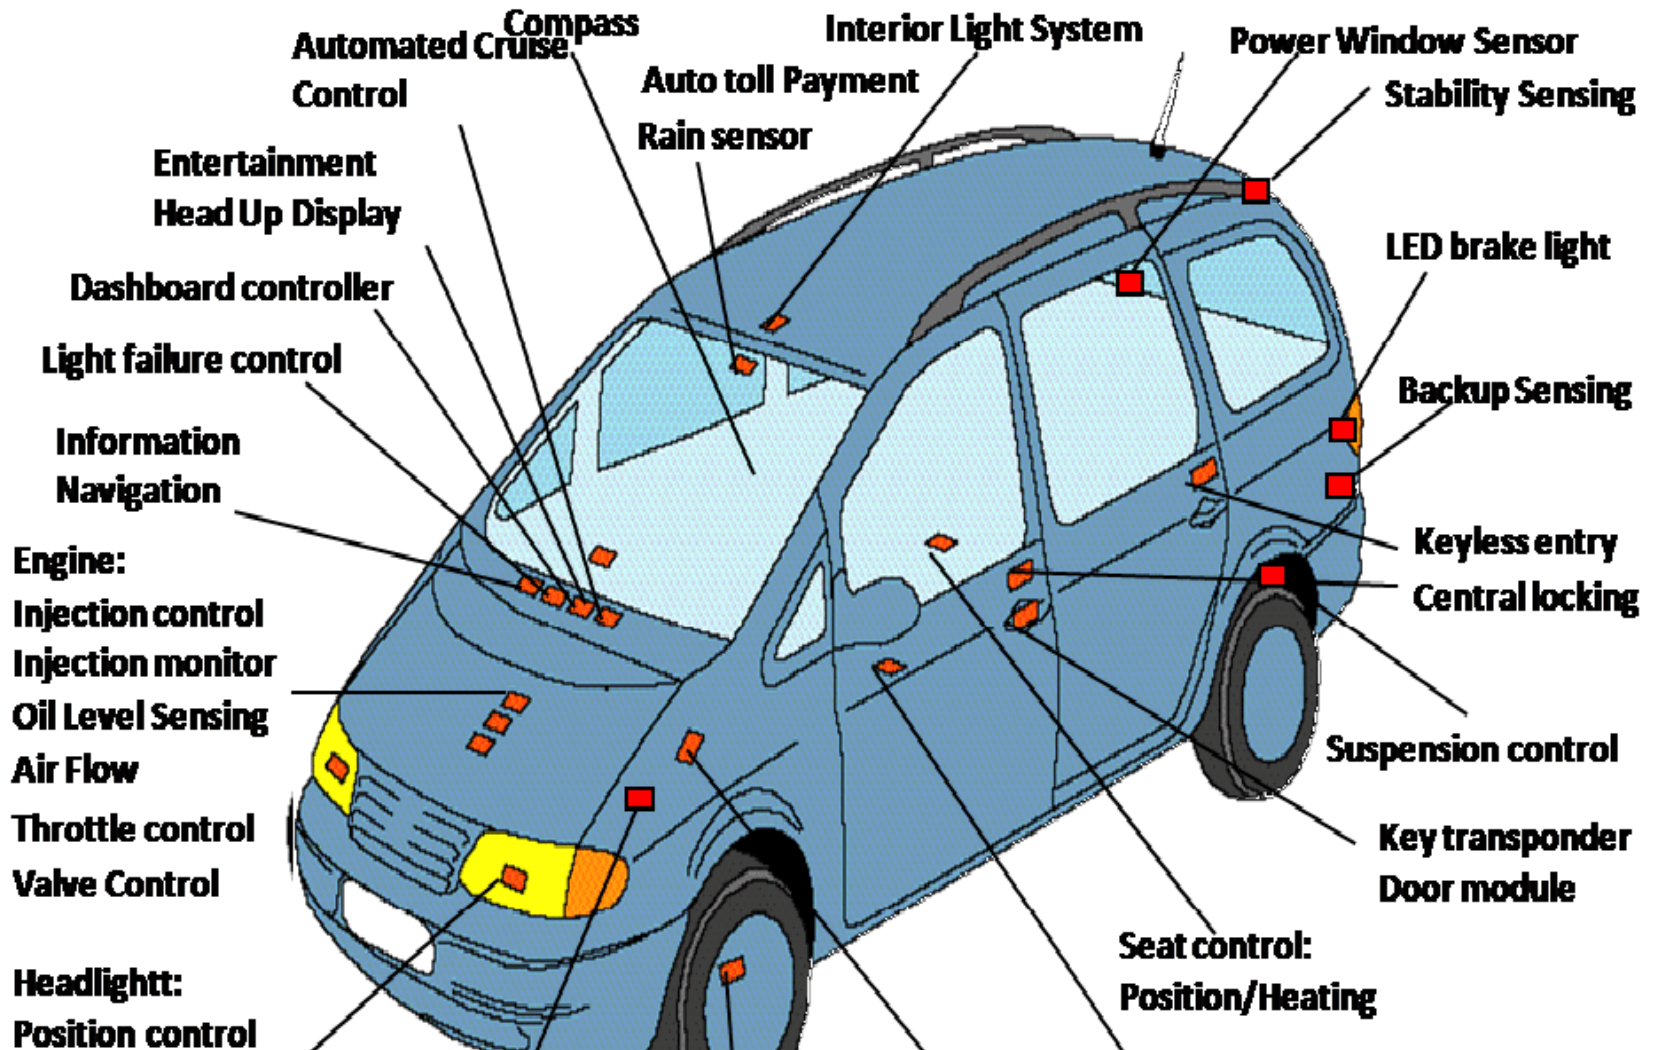 Compass
Automated Cruise
Control
Interior Light System
Power Window Sensor
Auto toll Payment
Stability Sensing
Rain sensor
Entertainment
Head Up Display
LED brake light
Dashboard controller
Light failure control
Backup Sensing
Information
Navigation
Keyless entry
Central locking
Engine:
Injection control
Injection monitor
Oil Level Sensing
Air Flow
Throttle control
Valve Control
Suspension control
Key transponder
Door module
Seat control:
Position/Heating
Headlightt:
Position control